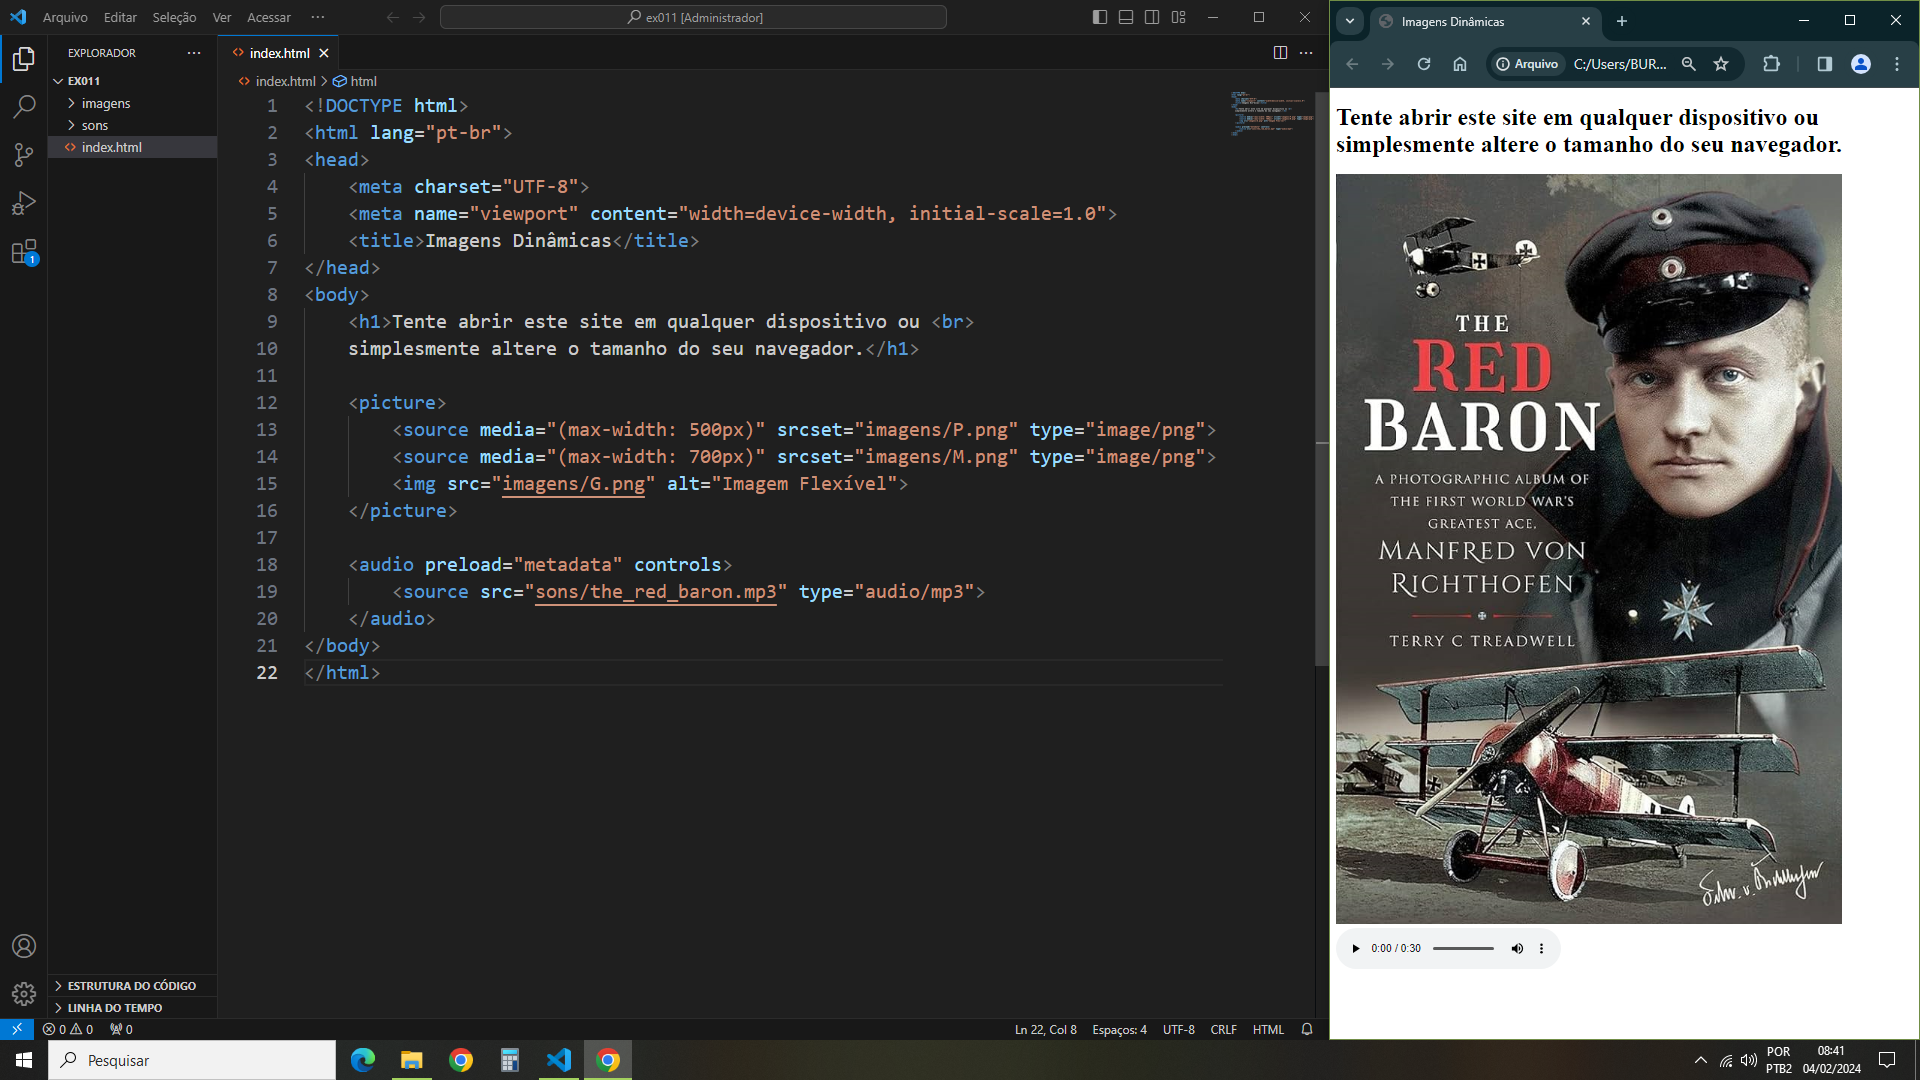 Arquivo Editar Seleção Ver Acessar ···
ex011 [Administrador]
EXPLORADOR ···
index.html
EX011
imagens
sons
index.html
ESTRUTURA DO CÓDIGO
LINHA DO TEMPO
index.html > html
1 <!DOCTYPE html>
2 <html lang="pt-br">
3 <head>
4 <meta charset="UTF-8">
5 <meta name="viewport" content="width=device-width, initial-scale=1.0">
6 <title>Imagens Dinâmicas</title>
7 </head>
8 <body>
9 <h1>Tente abrir este site em qualquer dispositivo ou <br>
10 simplesmente altere o tamanho do seu navegador.</h1>
11
12 <picture>
13 <source media="(max-width: 500px)" srcset="imagens/P.png" type="image/png">
14 <source media="(max-width: 700px)" srcset="imagens/M.png" type="image/png">
15 <img src="imagens/G.png" alt="Imagem Flexível">
16 </picture>
17
18 <audio preload="metadata" controls>
19 <source src="sons/the_red_baron.mp3" type="audio/mp3">
20 </audio>
21 </body>
22 </html>
1
0 0 0
Ln 22, Col 8 Espaços: 4 UTF-8 CRLF HTML
Imagens Dinâmicas
Arquivo C:/Users/BUR...
Tente abrir este site em qualquer dispositivo ou
simplesmente altere o tamanho do seu navegador.
THE
RED
BARON
A PHOTOGRAPHIC ALBUM OF
THE FIRST WORLD WAR'S
GREATEST ACE,
MANFRED VON
RICHTHOFEN
TERRY C TREADWELL
0:00 / 0:30
Pesquisar
POR
PTB2
08:41
04/02/2024